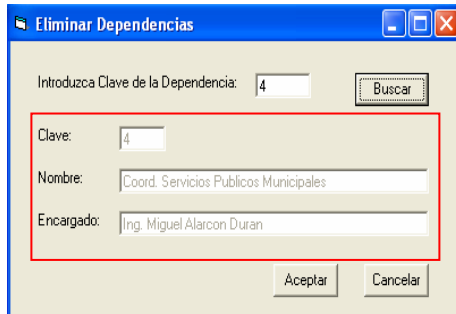 Eliminar Dependencias
Introduzca Clave de la Dependencia: 4 Buscar
Clave: 4
Nombre: Coord. Servicios Publicos Municipales
Encargado: Ing. Miguel Alarcon Duran
Aceptar Cancelar